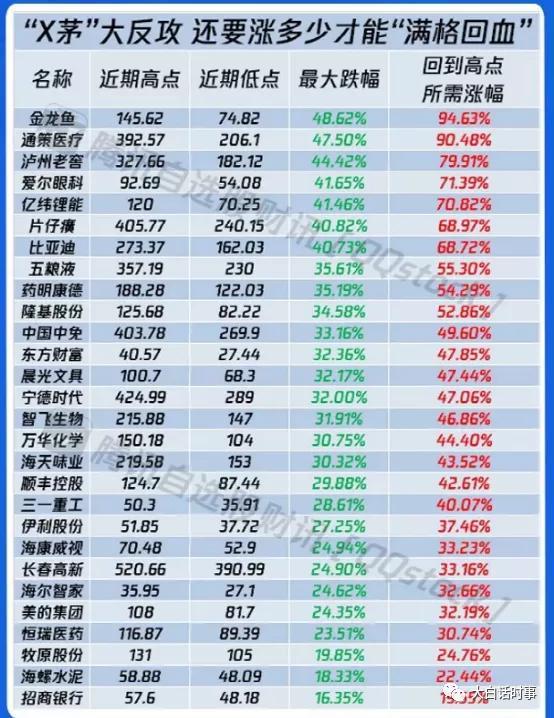 “X茅”大反攻 还要涨多少才能“满格回血”
名称 近期高点 近期低点 最大跌幅 回到高点
所需涨幅
金龙鱼 145.62 74.82 48.62% 94.63%
通策医疗 392.57 206.1 47.50% 90.48%
泸州老窖 327.66 182.12 44.42% 79.91%
爱尔眼科 92.69 54.08 41.65% 71.39%
亿纬锂能 120 70.25 41.46% 70.82%
片仔癀 405.77 240.15 40.82% 68.97%
比亚迪 273.37 162.03 40.73% 68.72%
五粮液 357.19 230 35.61% 55.30%
药明康德 188.28 122.03 35.19% 54.29%
隆基股份 125.68 82.22 34.58% 52.86%
中国中免 403.78 269.9 33.16% 49.60%
东方财富 40.57 27.44 32.36% 47.85%
晨光文具 100.7 68.3 32.17% 47.44%
宁德时代 424.99 289 32.00% 47.06%
智飞生物 215.88 147 31.91% 46.86%
万华化学 150.18 104 30.75% 44.40%
海天味业 219.58 153 30.32% 43.52%
顺丰控股 124.7 87.44 29.88% 42.61%
三一重工 50.3 35.91 28.61% 40.07%
伊利股份 51.85 37.72 27.25% 37.46%
海康威视 70.48 52.9 24.94% 33.23%
长春高新 520.66 390.99 24.90% 33.16%
海尔智家 35.95 27.1 24.62% 32.66%
美的集团 108 81.7 24.35% 32.19%
恒瑞医药 116.87 89.39 23.51% 30.74%
牧原股份 131 105 19.85% 24.76%
海螺水泥 58.88 48.09 18.33% 22.44%
招商银行 57.6 48.18 16.35%
大白话时事
腾讯自选股财讯 / QQstock 1
腾讯自选股财讯 / QQstock 1